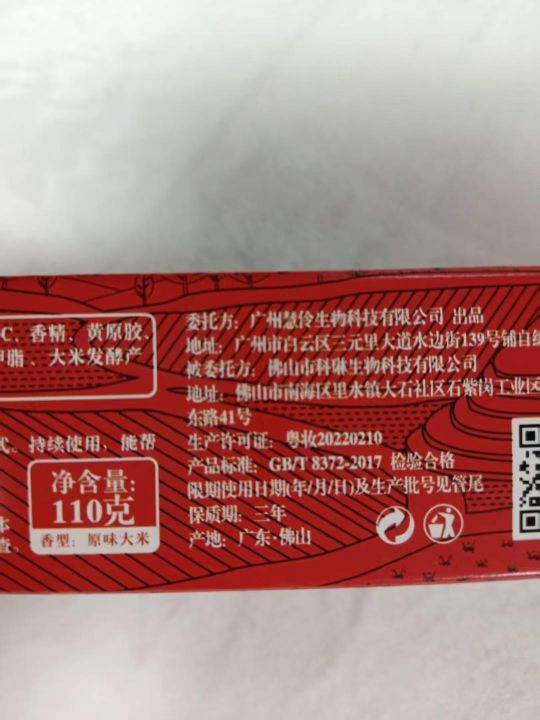 C、香精、黄原胶、
甲脂、大米发酵产
式。持续使用，能帮
净含量：
110克
香型：原味大米
委托方：广州慧伶生物科技有限公司 出品
地址：广州市白云区三元里大道水边街139号铺自编
被委托方：佛山市科琳生物科技有限公司
地址：佛山市南海区里水镇大石社区石紫岗工业区
东路41号
生产许可证：粤妆20220210
产品标准：GB/T 8372-2017 检验合格
限期使用日期(年/月/日)及生产批号见管尾
保质期：三年
产地：广东·佛山